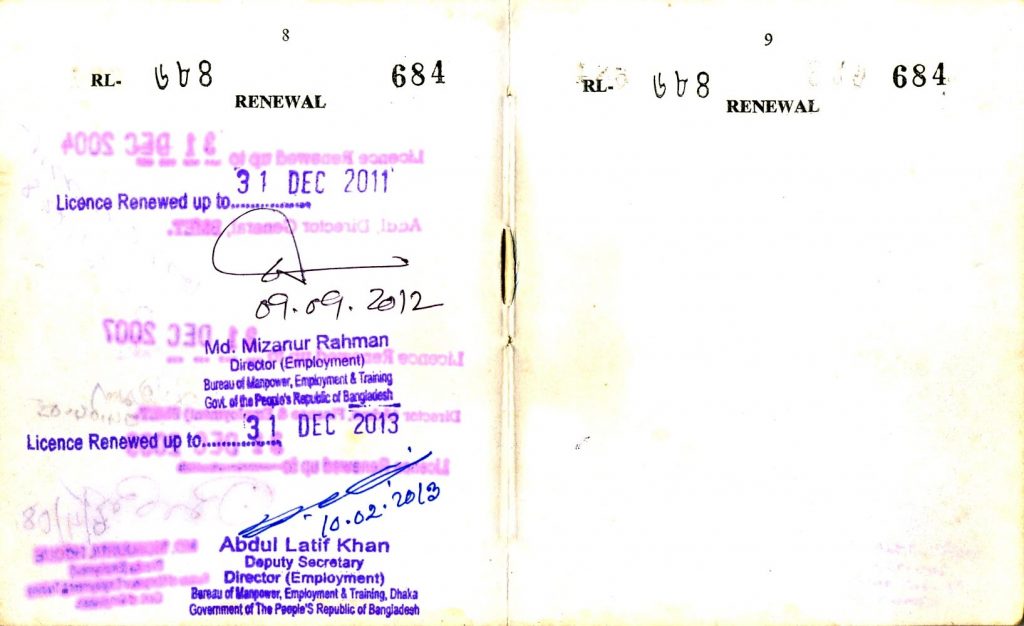 8
RL- ৬৮৪ 684
RENEWAL
31 DEC 2011
Licence Renewed up to..................
09.09.2012
Md. Mizanur Rahman
Director (Employment)
Bureau of Manpower, Employment & Training
Govt. of the People's Republic of Bangladesh
31 DEC 2013
Licence Renewed up to..................
10.02.2013
Abdul Latif Khan
Deputy Secretary
Director (Employment)
Bureau of Manpower, Employment & Training, Dhaka
Government of The People'S Republic of Bangladesh
9
RL- ৬৮৪ 684
RENEWAL